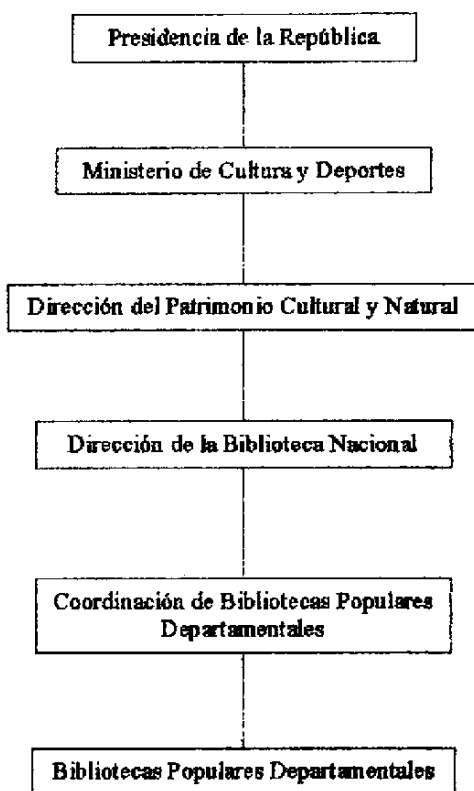 Presidencia de la República
Ministerio de Cultura y Deportes
Dirección del Patrimonio Cultural y Natural
Dirección de la Biblioteca Nacional
Coordinación de Bibliotecas Populares
Departamentales
Bibliotecas Populares Departamentales